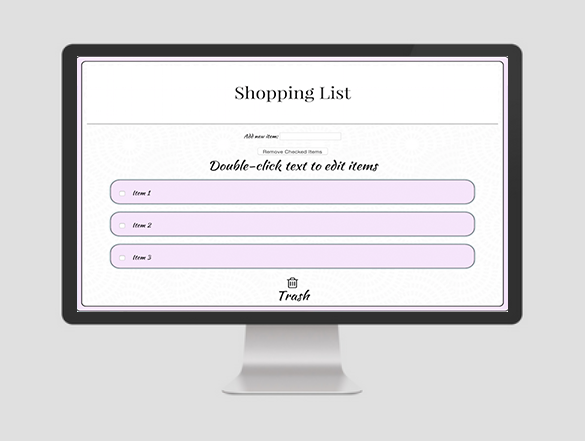 Shopping List
Add new item:
Remove Checked Items
Double-click text to edit items
Item 1
Item 2
Item 3
Trash